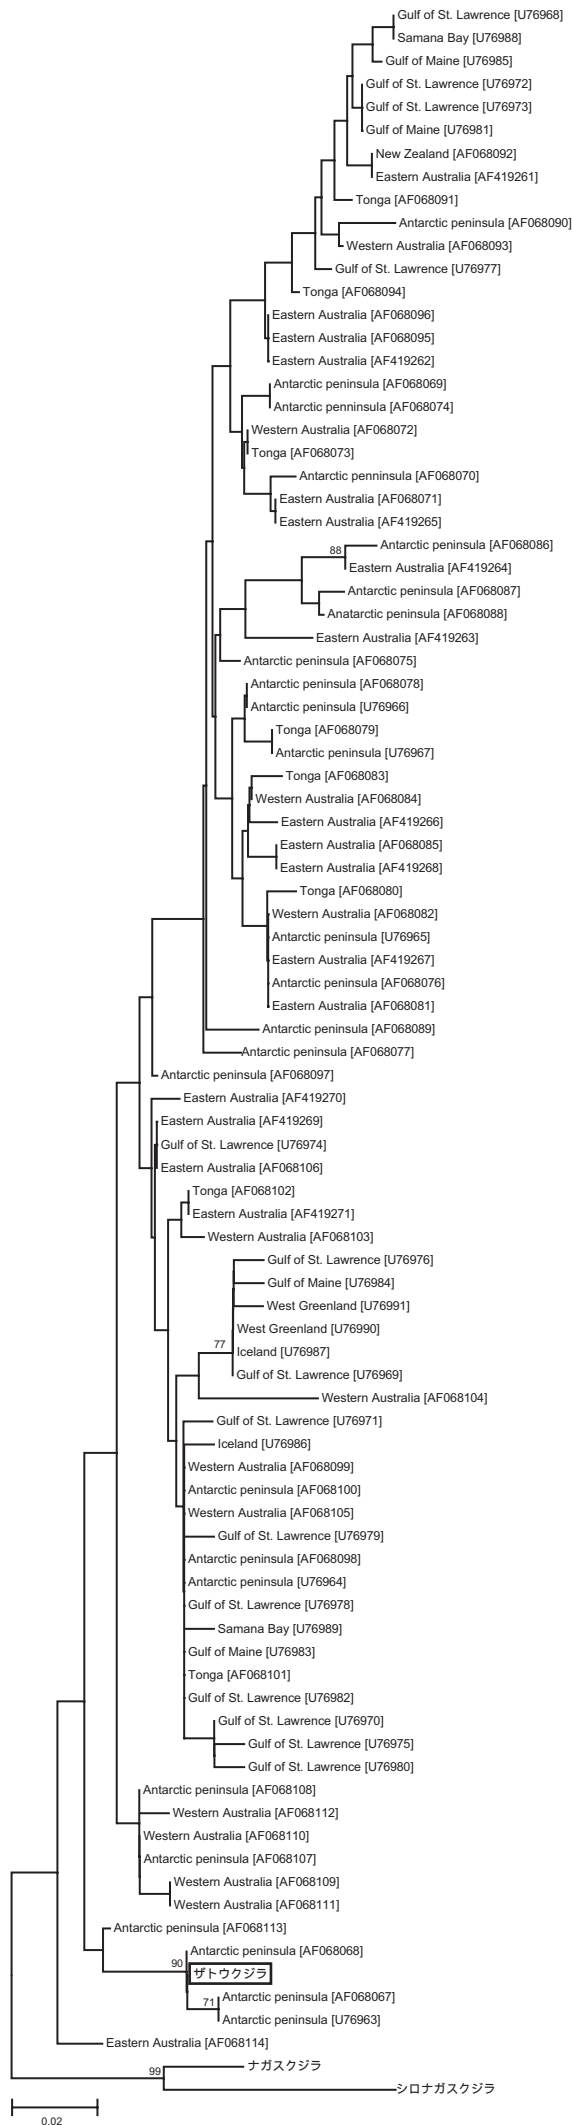 Gulf of St. Lawrence [U76968]
Samana Bay [U76988]
Gulf of Maine [U76985]
Gulf of St. Lawrence [U76972]
Gulf of St. Lawrence [U76973]
Gulf of Maine [U76981]
New Zealand [AF068092]
Eastern Australia [AF419261]
Tonga [AF068091]
Antarctic peninsula [AF068090]
Western Australia [AF068093]
Gulf of St. Lawrence [U76977]
Tonga [AF068094]
Eastern Australia [AF068096]
Eastern Australia [AF068095]
Eastern Australia [AF419262]
Antarctic peninsula [AF068069]
Antarctic penninsula [AF068074]
Western Australia [AF068072]
Tonga [AF068073]
Antarctic penninsula [AF068070]
Eastern Australia [AF068071]
Eastern Australia [AF419265]
88 Antarctic peninsula [AF068086]
Eastern Australia [AF419264]
Antarctic peninsula [AF068087]
Anatarctic peninsula [AF068088]
Eastern Australia [AF419263]
Antarctic peninsula [AF068075]
Antarctic peninsula [AF068078]
Antarctic peninsula [U76966]
Tonga [AF068079]
Antarctic peninsula [U76967]
Tonga [AF068083]
Western Australia [AF068084]
Eastern Australia [AF419266]
Eastern Australia [AF068085]
Eastern Australia [AF419268]
Tonga [AF068080]
Western Australia [AF068082]
Antarctic peninsula [U76965]
Eastern Australia [AF419267]
Antarctic peninsula [AF068076]
Eastern Australia [AF068081]
Antarctic peninsula [AF068089]
Antarctic peninsula [AF068077]
Antarctic peninsula [AF068097]
Eastern Australia [AF419270]
Eastern Australia [AF419269]
Gulf of St. Lawrence [U76974]
Eastern Australia [AF068106]
Tonga [AF068102]
Eastern Australia [AF419271]
Western Australia [AF068103]
Gulf of St. Lawrence [U76976]
Gulf of Maine [U76984]
West Greenland [U76991]
West Greenland [U76990]
77 Iceland [U76987]
Gulf of St. Lawrence [U76969]
Western Australia [AF068104]
Gulf of St. Lawrence [U76971]
Iceland [U76986]
Western Australia [AF068099]
Antarctic peninsula [AF068100]
Western Australia [AF068105]
Gulf of St. Lawrence [U76979]
Antarctic peninsula [AF068098]
Antarctic peninsula [U76964]
Gulf of St. Lawrence [U76978]
Samana Bay [U76989]
Gulf of Maine [U76983]
Tonga [AF068101]
Gulf of St. Lawrence [U76982]
Gulf of St. Lawrence [U76970]
Gulf of St. Lawrence [U76975]
Gulf of St. Lawrence [U76980]
Antarctic peninsula [AF068108]
Western Australia [AF068112]
Western Australia [AF068110]
Antarctic peninsula [AF068107]
Western Australia [AF068109]
Western Australia [AF068111]
Antarctic peninsula [AF068113]
Antarctic peninsula [AF068068]
90 ザトウクジラ
Antarctic peninsula [AF068067]
71
Antarctic peninsula [U76963]
Eastern Australia [AF068114]
ナガスクジラ
99
シロナガスクジラ
0.02